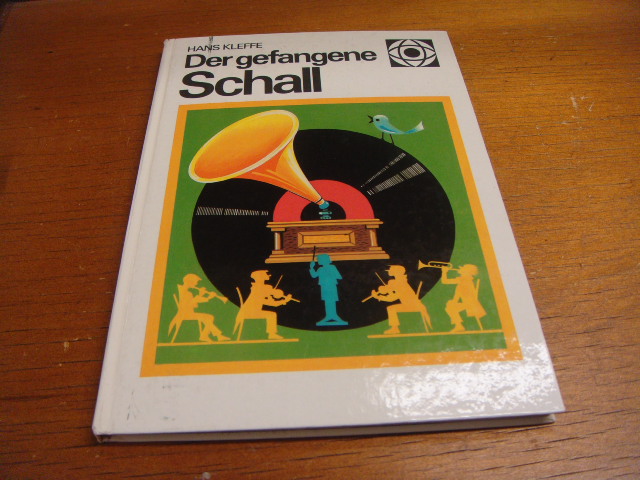 HANS KLEFFE
Der gefangene
Schall